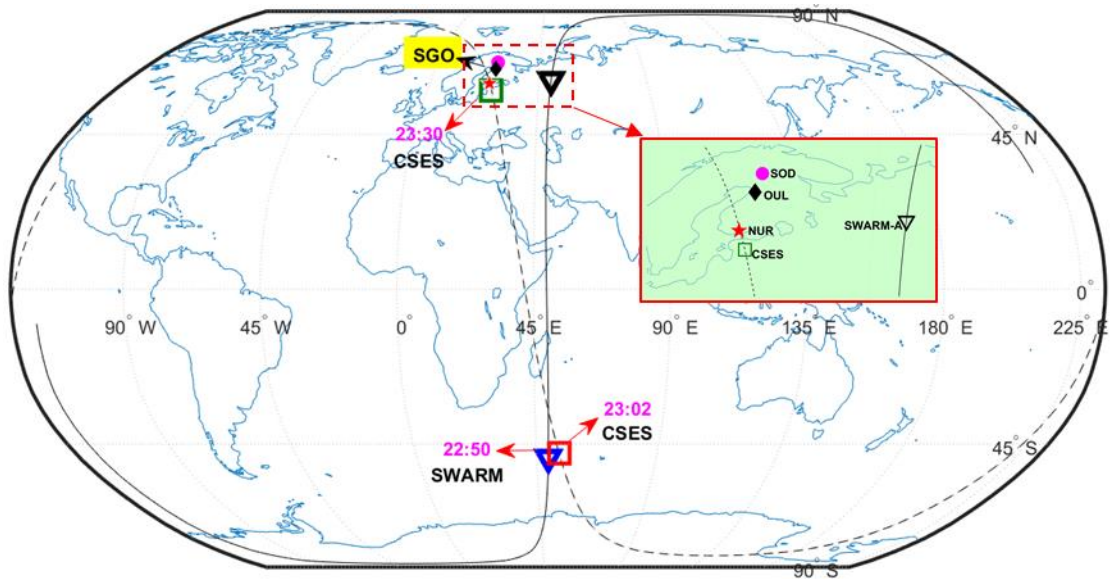 90° N
SGO
23:30
CSES
45° N
SOD
OUL
NUR
SWARM-A
CSES
0°
90° W
45° W
0°
45° E
90° E
135° E
180° E
225° E
23:02
CSES
22:50
SWARM
45° S
90° S